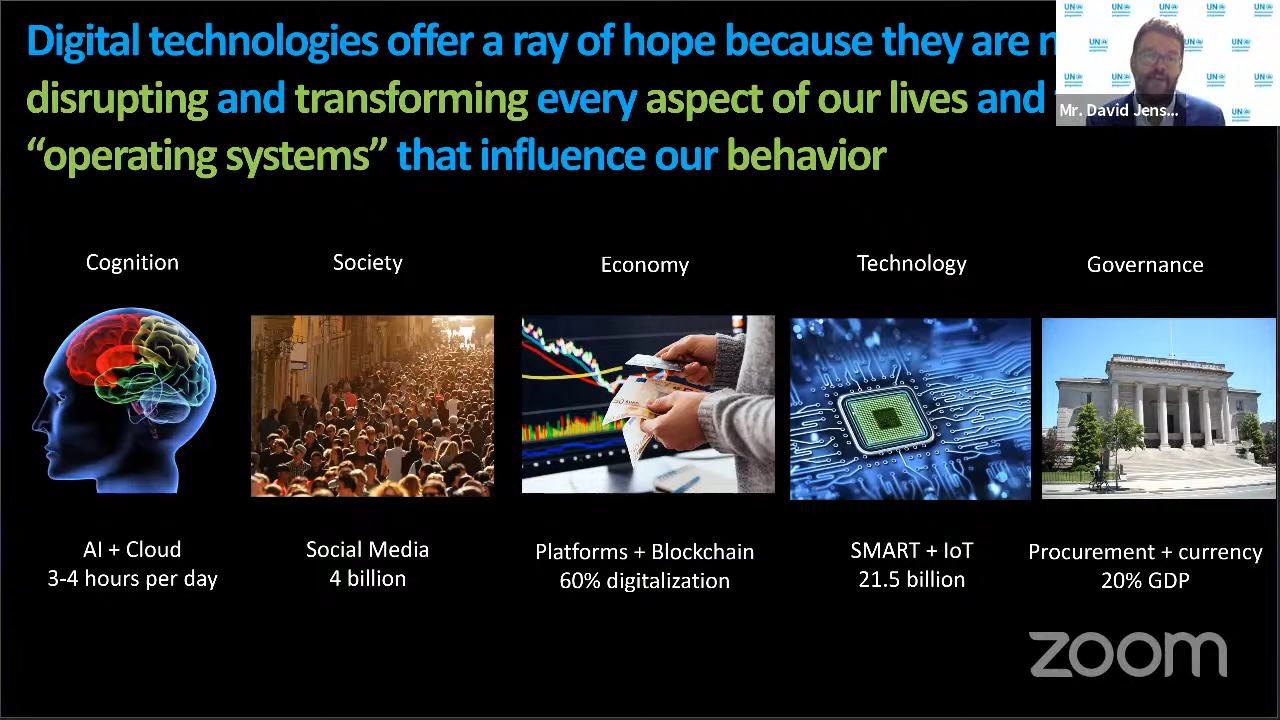 Digital technologies offer a ray of hope because they are
disrupting and transforming every aspect of our lives and
“operating systems” that influence our behavior
Mr. David Jens...
Cognition
Society
Economy
Technology
Governance
AI + Cloud
3-4 hours per day
Social Media
4 billion
Platforms + Blockchain
60% digitalization
SMART + IoT
21.5 billion
Procurement + currency
20% GDP
zoom